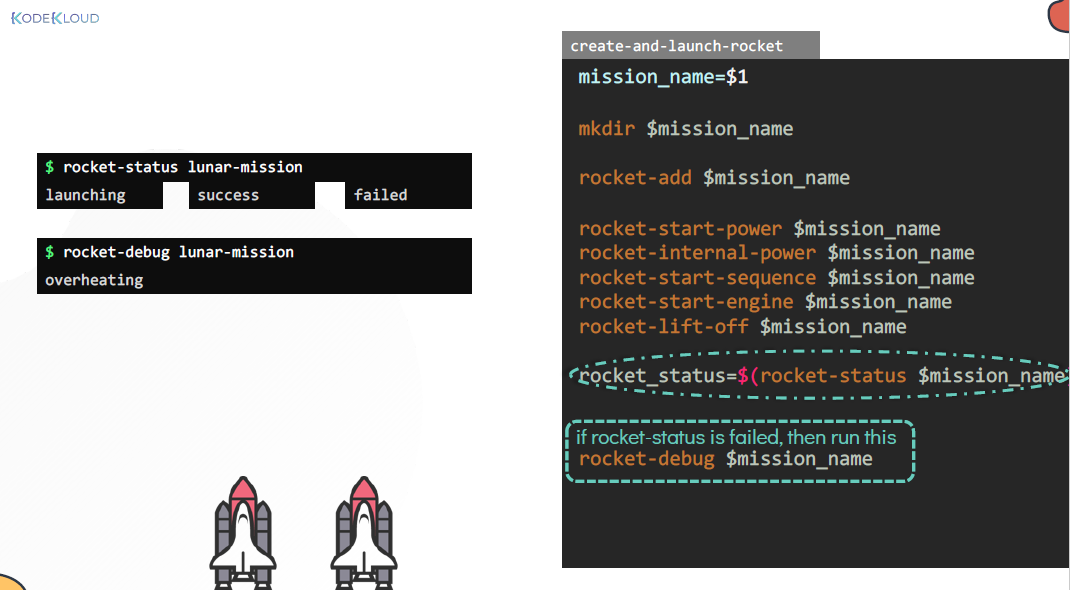 KODEKLOUD
$ rocket-status lunar-mission
launching success failed
$ rocket-debug lunar-mission
overheating
create-and-launch-rocket
mission_name=$1
mkdir $mission_name
rocket-add $mission_name
rocket-start-power $mission_name
rocket-internal-power $mission_name
rocket-start-sequence $mission_name
rocket-start-engine $mission_name
rocket-lift-off $mission_name
rocket_status=$(rocket-status $mission_name
if rocket-status is failed, then run this
rocket-debug $mission_name